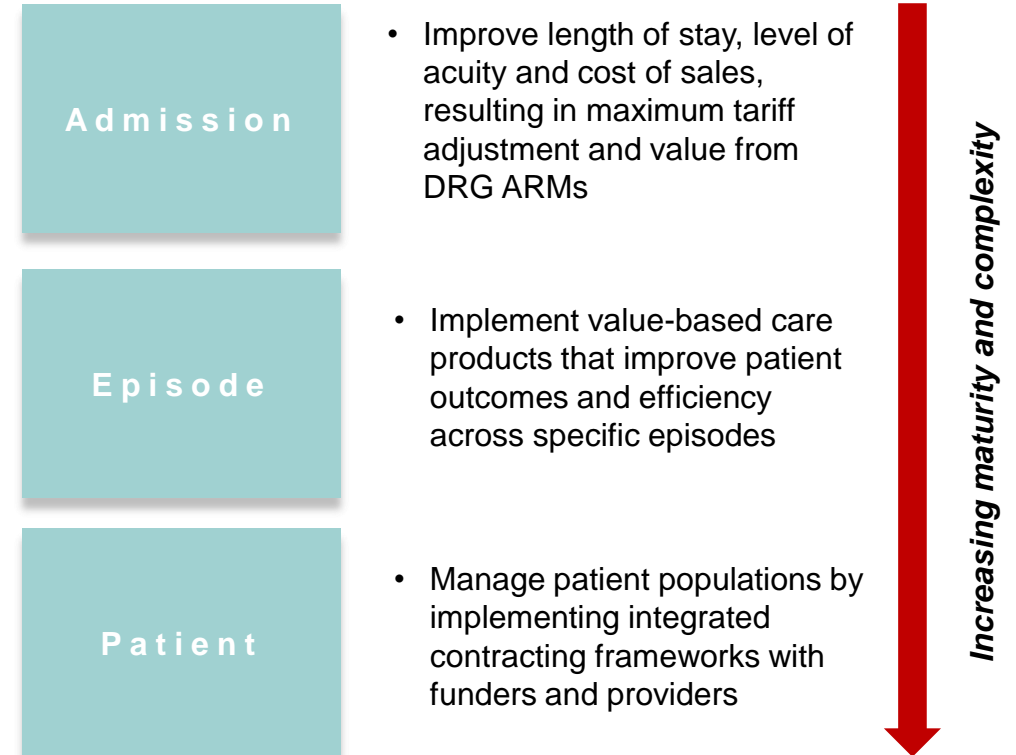 Admission
• Improve length of stay, level of
acuity and cost of sales,
resulting in maximum tariff
adjustment and value from
DRG ARMs
Episode
• Implement value-based care
products that improve patient
outcomes and efficiency
across specific episodes
Patient
• Manage patient populations by
implementing integrated
contracting frameworks with
funders and providers
Increasing maturity and complexity